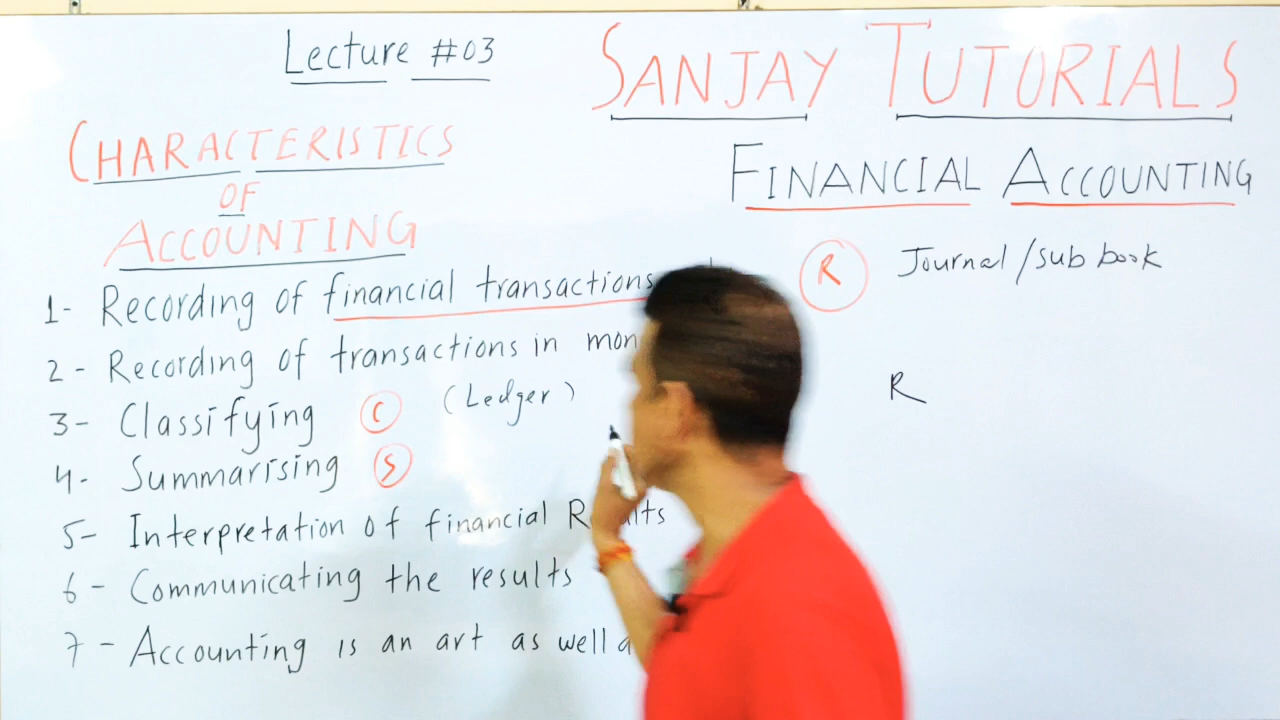 Lecture #03
SANJAY TUTORIALS
FINANCIAL ACCOUNTING
CHARACTERISTICS
OF
ACCOUNTING
1- Recording of financial transactions
R Journal/sub book
2- Recording of transactions in mon
3- Classifying C (Ledger)
R
4- Summarising S
5- Interpretation of financial R lts
6- Communicating the results
7- Accounting is an art as well a